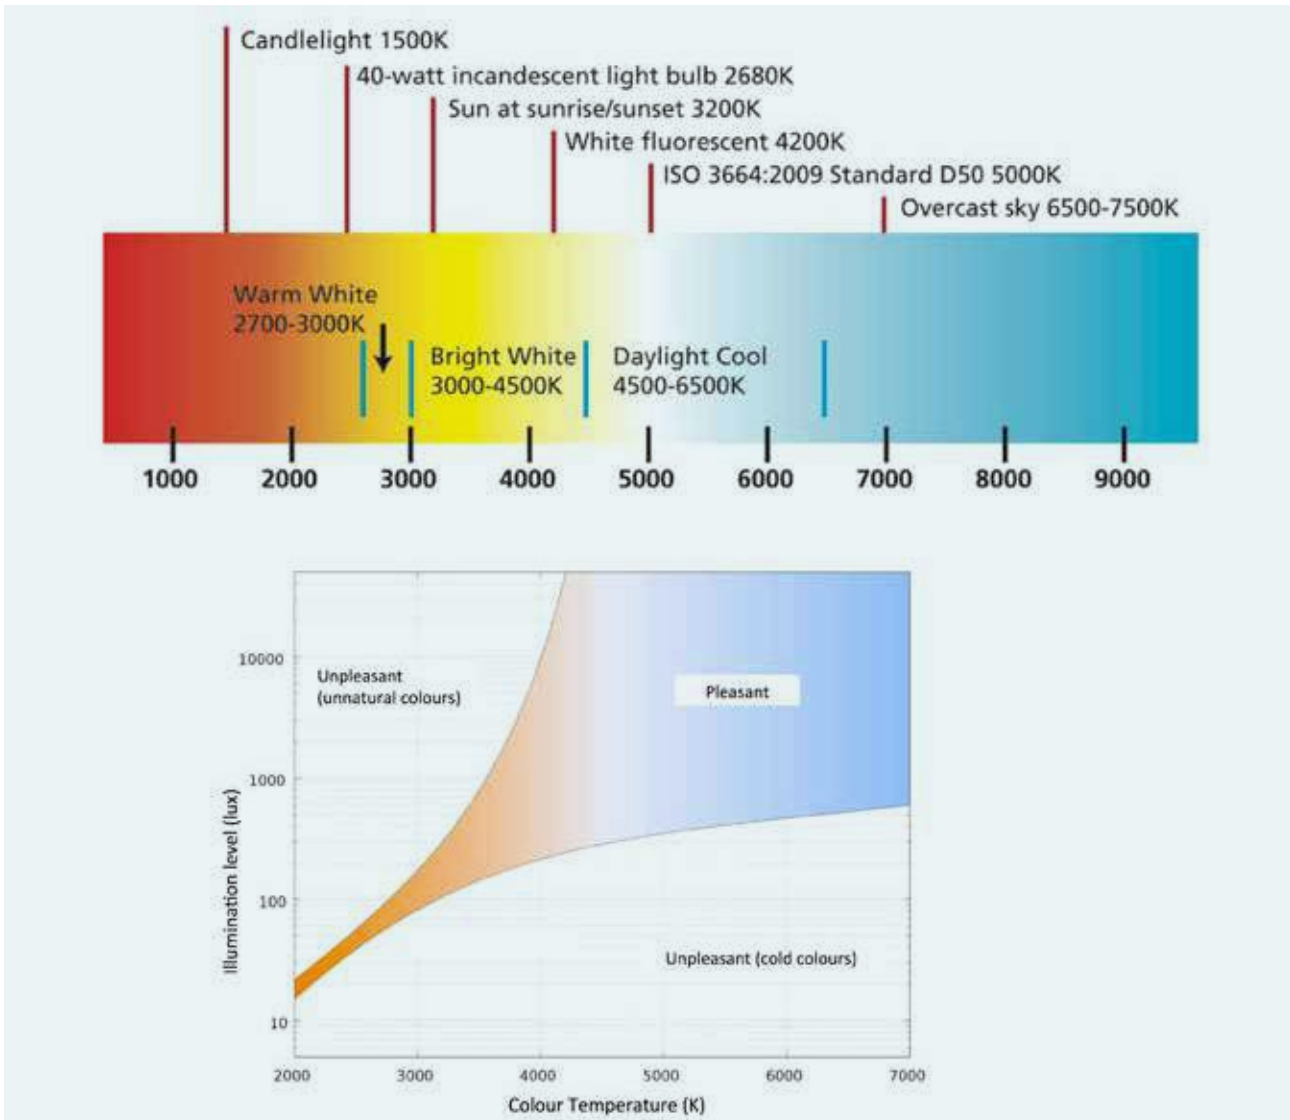 Candlelight 1500K
40-watt incandescent light bulb 2680K
Sun at sunrise/sunset 3200K
White fluorescent 4200K
ISO 3664:2009 Standard D50 5000K
Overcast sky 6500-7500K
Warm White
2700-3000K
Bright White
3000-4500K
Daylight Cool
4500-6500K
1000 2000 3000 4000 5000 6000 7000 8000 9000
10000
Unpleasant
(unnatural colours)
Pleasant
1000
Illumination level (lux)
100
Unpleasant (cold colours)
10
2000 3000 4000 5000 6000 7000
Colour Temperature (K)